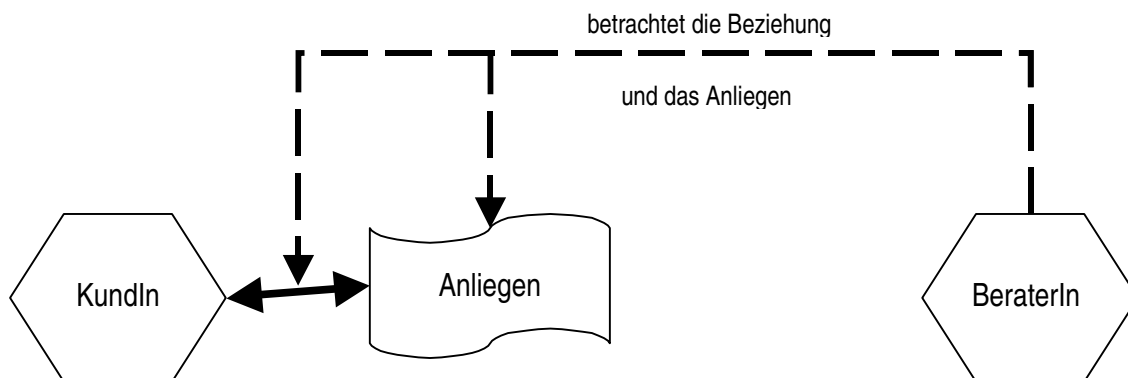 betrachtet die Beziehung
und das Anliegen
KundIn
Anliegen
BeraterIn